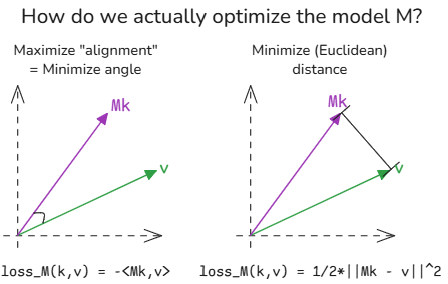 How do we actually optimize the model M?
Maximize "alignment"
= Minimize angle
Mk
v
loss_M(k,v) = -<Mk,v>
Minimize (Euclidean)
distance
Mk
v
loss_M(k,v) = 1/2*||Mk - v||^2